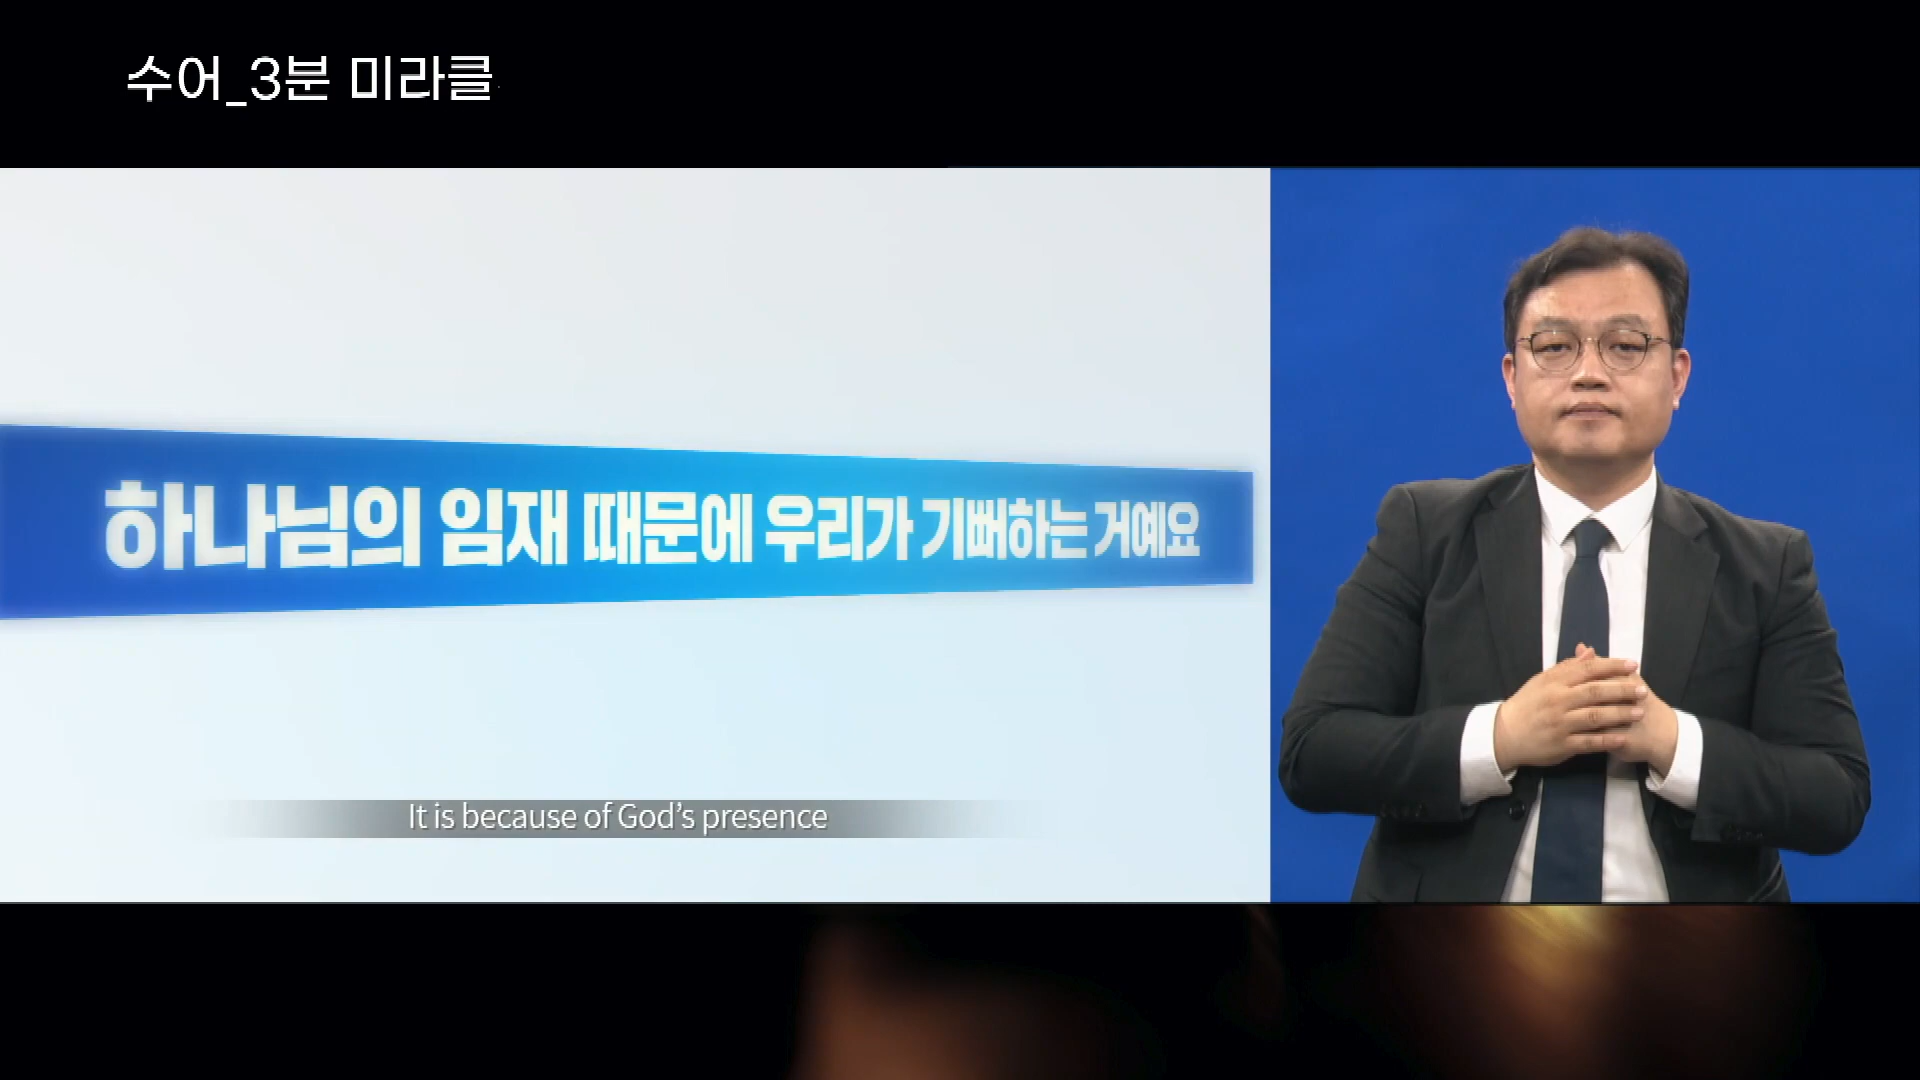 수어_3분 미라클
하나님의 임재 때문에 우리가 기뻐하는 거예요
It is because of God's presence